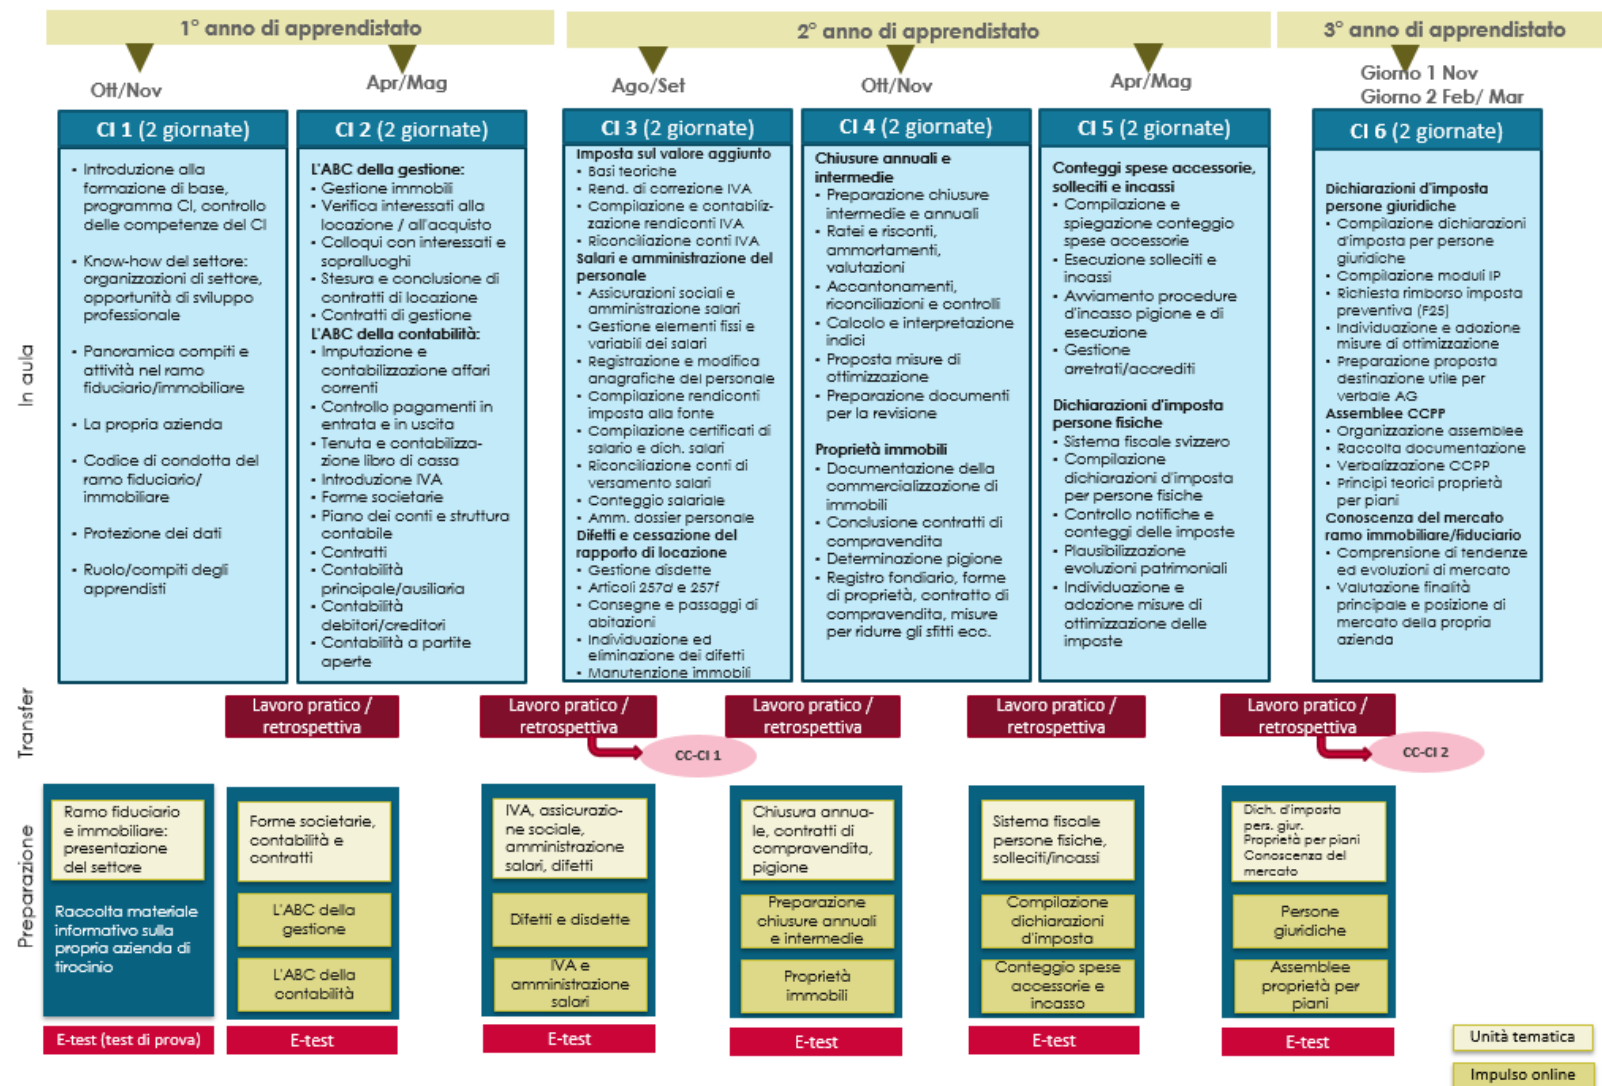 1° anno di apprendistato
2° anno di apprendistato
3° anno di apprendistato
Ott/Nov
Apr/Mag
Ago/Set
Ott/Nov
Apr/Mag
Giorno 1 Nov
Giorno 2 Feb/ Mar
In aula
CI 1 (2 giornate)
▪ Introduzione alla
formazione di base,
programma CI, controllo
delle competenze del CI
▪ Know-how del settore:
organizzazioni di settore,
opportunità di sviluppo
professionale
▪ Panoramica compiti e
attività nel ramo
fiduciario/immobiliare
▪ La propria azienda
▪ Codice di condotta del
ramo fiduciario/
immobiliare
▪ Protezione dei dati
▪ Ruolo/compiti degli
apprendisti
CI 2 (2 giornate)
L'ABC della gestione:
▪ Gestione immobili
▪ Verifica interessati alla
locazione / all'acquisto
▪ Colloqui con interessati e
sopralluoghi
▪ Stesura e conclusione di
contratti di locazione
▪ Contratti di gestione
L'ABC della contabilità:
▪ Imputazione e
contabilizzazione affari
correnti
▪ Controllo pagamenti in
entrata e in uscita
▪ Tenuta e contabilizza-
zione libro di cassa
▪ Introduzione IVA
▪ Forme societarie
▪ Piano dei conti e struttura
contabile
▪ Contratti
▪ Contabilità
principale/ausiliaria
▪ Contabilità
debitori/creditori
▪ Contabilità a partite
aperte
CI 3 (2 giornate)
Imposta sul valore aggiunto
▪ Basi teoriche
▪ Rend. di correzione IVA
▪ Compilazione e contabiliz-
zazione rendiconti IVA
▪ Riconciliazione conti IVA
Salari e amministrazione del
personale
▪ Assicurazioni sociali e
amministrazione salari
▪ Gestione elementi fissi e
variabili dei salari
▪ Registrazione e modifica
anagrafiche del personale
▪ Compilazione rendiconti
imposta alla fonte
▪ Compilazione certificati di
salario e dich. salari
▪ Riconciliazione conti di
versamento salari
▪ Conteggio salariale
▪ Amm. dossier personale
Difetti e cessazione del
rapporto di locazione
▪ Gestione disdette
▪ Articoli 257d e 257f
▪ Consegne e passaggi di
abitazioni
▪ Individuazione ed
eliminazione dei difetti
▪ Manutenzione immobili
CI 4 (2 giornate)
Chiusure annuali e
intermedie
▪ Preparazione chiusure
intermedie e annuali
▪ Ratei e risconti,
ammortamenti,
valutazioni
▪ Accantonamenti,
riconciliazioni e controlli
▪ Calcolo e interpretazione
indici
▪ Proposta misure di
ottimizzazione
▪ Preparazione documenti
per la revisione
Proprietà immobili
▪ Documentazione della
commercializzazione di
immobili
▪ Conclusione contratti di
compravendita
▪ Determinazione pigione
▪ Registro fondiario, forme
di proprietà, contratto di
compravendita, misure
per ridurre gli sfitti ecc.
CI 5 (2 giornate)
Conteggi spese accessorie,
solleciti e incassi
▪ Compilazione e
spiegazione conteggio
spese accessorie
▪ Esecuzione solleciti e
incassi
▪ Avviamento procedure
d'incasso pigione e di
esecuzione
▪ Gestione
arretrati/accrediti
Dichiarazioni d'imposta
persone fisiche
▪ Sistema fiscale svizzero
▪ Compilazione
dichiarazioni d'imposta
per persone fisiche
▪ Controllo notifiche e
conteggi delle imposte
▪ Plausibilizzazione
evoluzioni patrimoniali
▪ Individuazione e
adozione misure di
ottimizzazione delle
imposte
CI 6 (2 giornate)
Dichiarazioni d'imposta
persone giuridiche
▪ Compilazione dichiarazioni
d'imposta per persone
giuridiche
▪ Compilazione moduli IP
▪ Richiesta rimborso imposta
preventiva (F25)
▪ Individuazione e adozione
misure di ottimizzazione
▪ Preparazione proposta
destinazione utile per
verbale AG
Assemblee CCPP
▪ Organizzazione assemblee
▪ Raccolta documentazione
▪ Verbalizzazione CCPP
▪ Principi teorici proprietà
per piani
Conoscenza del mercato
ramo immobiliare/fiduciario
▪ Comprensione di tendenze
ed evoluzioni di mercato
▪ Valutazione finalità
principale e posizione di
mercato della propria
azienda
Transfer
Lavoro pratico /
retrospettiva
Lavoro pratico /
retrospettiva
CC-CI 1
Lavoro pratico /
retrospettiva
Lavoro pratico /
retrospettiva
Lavoro pratico /
retrospettiva
CC-CI 2
Preparazione
Ramo fiduciario
e immobiliare:
presentazione
del settore
Raccolta materiale
informativo sulla
propria azienda di
tirocinio
E-test (test di prova)
Forme societarie,
contabilità e
contratti
L'ABC della
gestione
L'ABC della
contabilità
E-test
IVA, assicurazio-
ne sociale,
amministrazione
salari, difetti
Difetti e disdette
IVA e
amministrazione
salari
E-test
Chiusura annua-
le, contratti di
compravendita,
pigione
Preparazione
chiusure annuali
e intermedie
Proprietà
immobili
E-test
Sistema fiscale
persone fisiche,
solleciti/incassi
Compilazione
dichiarazioni
d'imposta
Conteggio spese
accessorie e
incasso
E-test
Dich. d'imposta
pers. giur.
Proprietà per piani
Conoscenza del
mercato
Persone
giuridiche
Assemblee
proprietà per
piani
E-test
Unità tematica
Impulso online